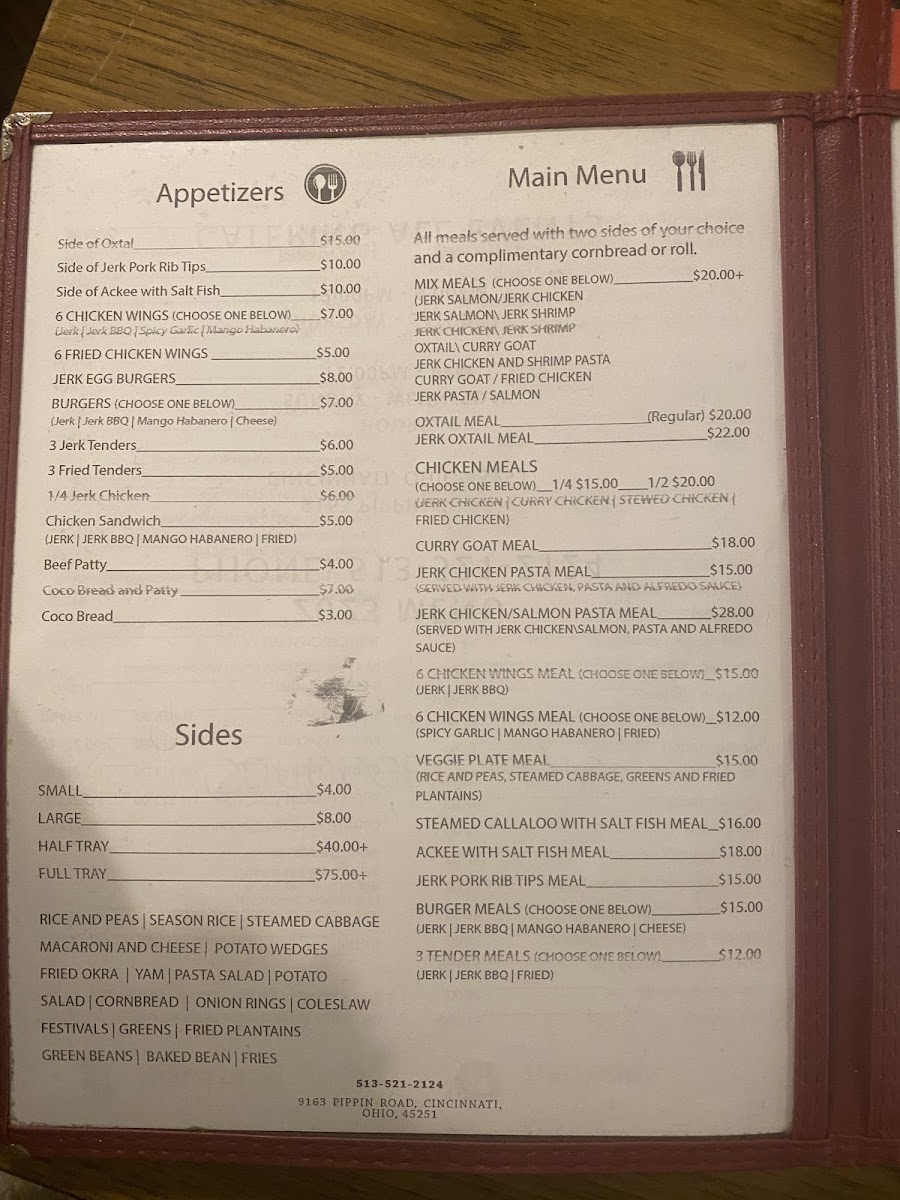 Appetizers
Side of Oxtal $15.00
Side of Jerk Pork Rib Tips $10.00
Side of Ackee with Salt Fish $10.00
6 CHICKEN WINGS (CHOOSE ONE BELOW) $7.00
(Jerk | Jerk BBQ | Spicy Garlic | Mango Habanero)
6 FRIED CHICKEN WINGS $5.00
JERK EGG BURGERS $8.00
BURGERS (CHOOSE ONE BELOW) $7.00
(Jerk | Jerk BBQ | Mango Habanero | Cheese)
3 Jerk Tenders $6.00
3 Fried Tenders $5.00
1/4 Jerk Chicken $6.00
Chicken Sandwich $5.00
(JERK | JERK BBQ | MANGO HABANERO | FRIED)
Beef Patty $4.00
Coco Bread and Patty $7.00
Coco Bread $3.00
Sides
SMALL $4.00
LARGE $8.00
HALF TRAY $40.00+
FULL TRAY $75.00+
RICE AND PEAS | SEASON RICE | STEAMED CABBAGE
MACARONI AND CHEESE | POTATO WEDGES
FRIED OKRA | YAM | PASTA SALAD | POTATO
SALAD | CORNBREAD | ONION RINGS | COLESLAW
FESTIVALS | GREENS | FRIED PLANTAINS
GREEN BEANS | BAKED BEAN | FRIES
Main Menu
All meals served with two sides of your choice
and a complimentary cornbread or roll.
MIX MEALS (CHOOSE ONE BELOW) $20.00+
(JERK SALMON/JERK CHICKEN
JERK SALMON\ JERK SHRIMP
JERK CHICKEN\ JERK SHRIMP
OXTAIL\ CURRY GOAT
JERK CHICKEN AND SHRIMP PASTA
CURRY GOAT / FRIED CHICKEN
JERK PASTA / SALMON
OXTAIL MEAL (Regular) $20.00
JERK OXTAIL MEAL $22.00
CHICKEN MEALS
(CHOOSE ONE BELOW) 1/4 $15.00 1/2 $20.00
(JERK CHICKEN | CURRY CHICKEN | STEWED CHICKEN |
FRIED CHICKEN)
CURRY GOAT MEAL $18.00
JERK CHICKEN PASTA MEAL $15.00
(SERVED WITH JERK CHICKEN, PASTA AND ALFREDO SAUCE)
JERK CHICKEN/SALMON PASTA MEAL $28.00
(SERVED WITH JERK CHICKEN\SALMON, PASTA AND ALFREDO
SAUCE)
6 CHICKEN WINGS MEAL (CHOOSE ONE BELOW) $15.00
(JERK | JERK BBQ)
6 CHICKEN WINGS MEAL (CHOOSE ONE BELOW) $12.00
(SPICY GARLIC | MANGO HABANERO | FRIED)
VEGGIE PLATE MEAL $15.00
(RICE AND PEAS, STEAMED CABBAGE, GREENS AND FRIED
PLANTAINS)
STEAMED CALLALOO WITH SALT FISH MEAL $16.00
ACKEE WITH SALT FISH MEAL $18.00
JERK PORK RIB TIPS MEAL $15.00
BURGER MEALS (CHOOSE ONE BELOW) $15.00
(JERK | JERK BBQ | MANGO HABANERO | CHEESE)
3 TENDER MEALS (CHOOSE ONE BELOW) $12.00
(JERK | JERK BBQ | FRIED)
513-521-2124
9163 PIPPIN ROAD, CINCINNATI,
OHIO, 45251